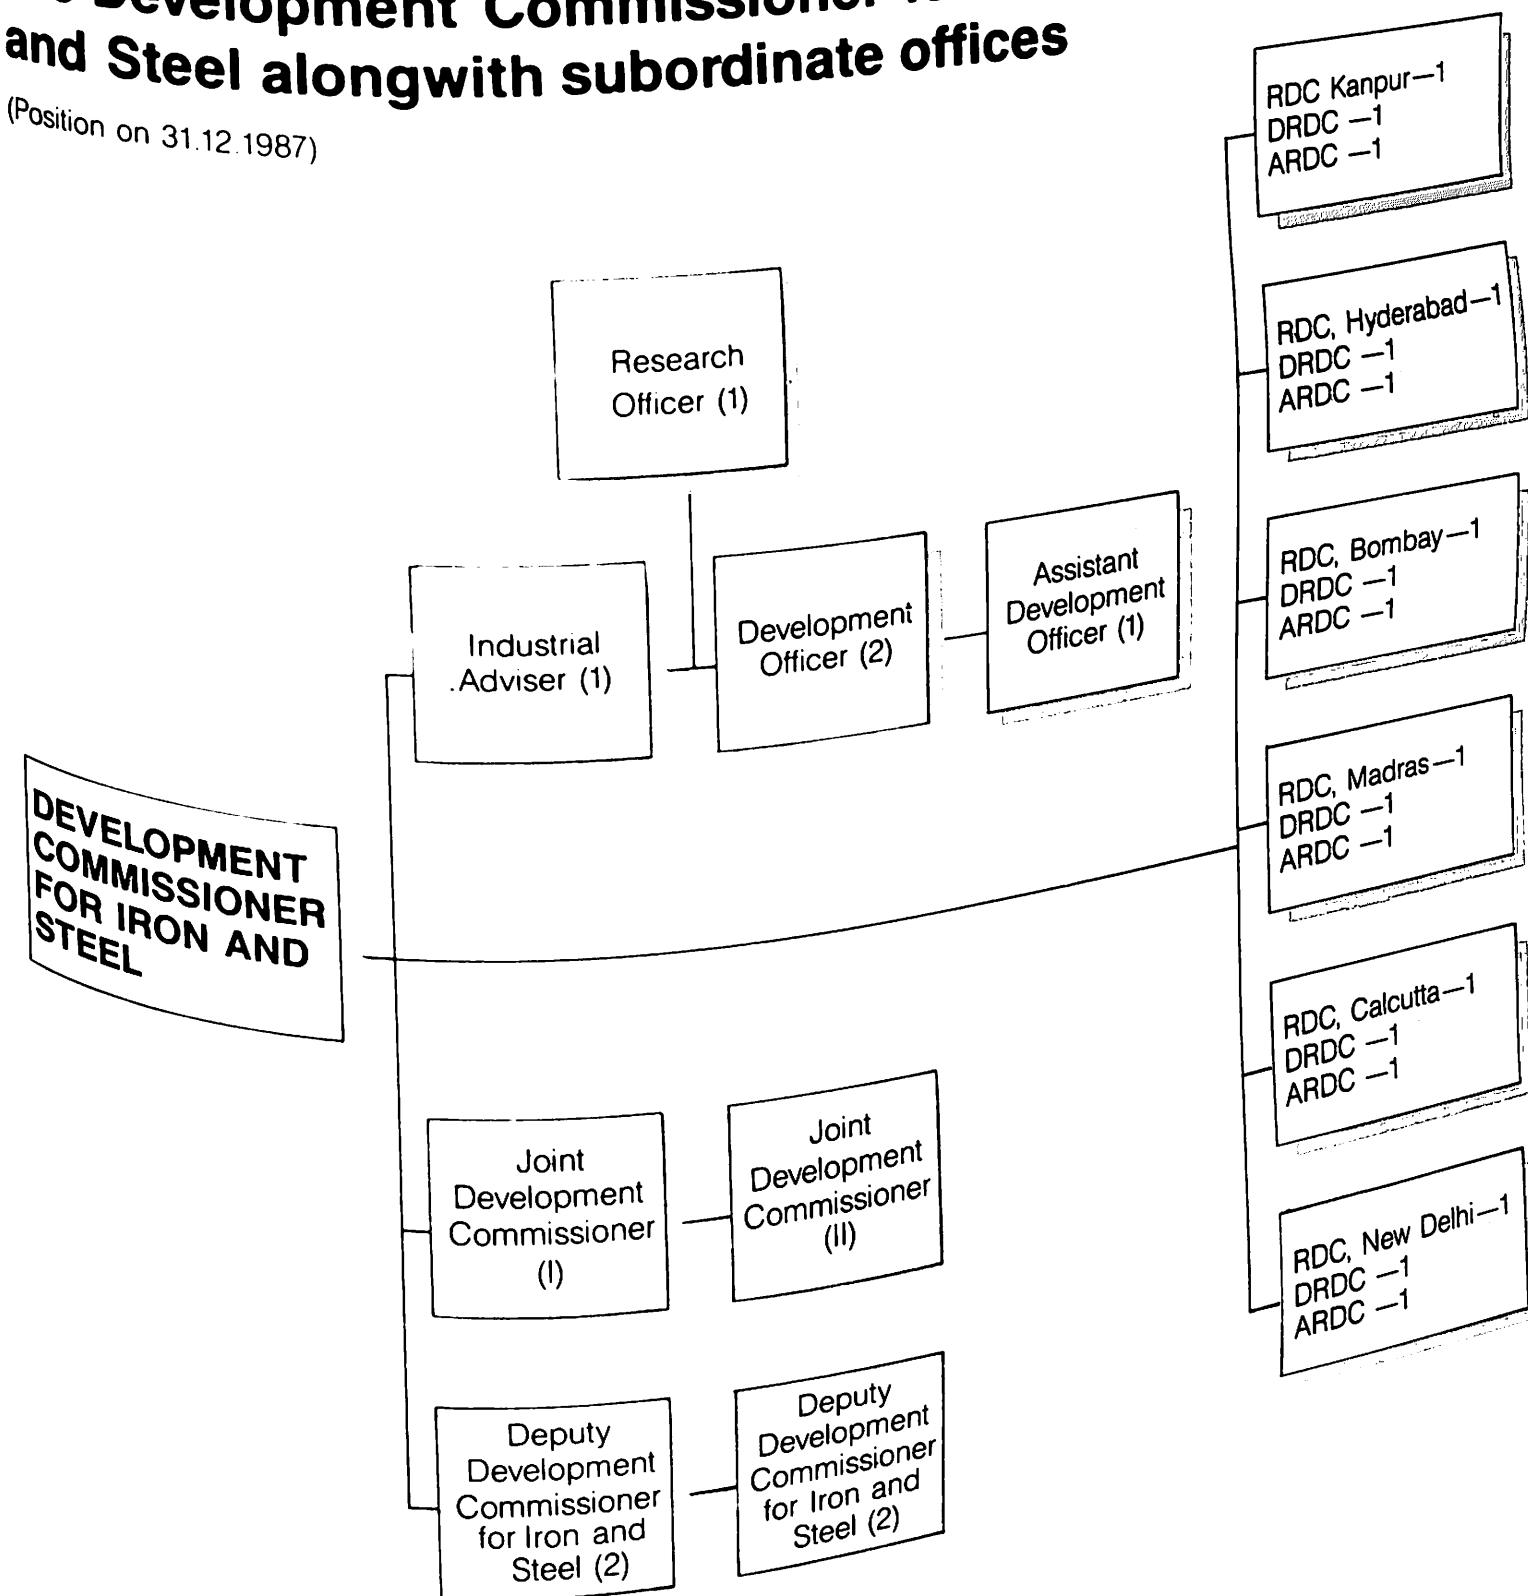 Development Commissioner
and Steel alongwith subordinate offices
(Position on 31.12.1987)
RDC Kanpur—1
DRDC —1
ARDC —1
RDC, Hyderabad—1
DRDC —1
ARDC —1
RDC, Bombay—1
DRDC —1
ARDC —1
RDC, Madras—1
DRDC —1
ARDC —1
RDC, Calcutta—1
DRDC —1
ARDC —1
RDC, New Delhi—1
DRDC —1
ARDC —1
Research
Officer (1)
Industrial
Adviser (1)
Development
Officer (2)
Assistant
Development
Officer (1)
DEVELOPMENT
COMMISSIONER
FOR IRON AND
STEEL
Joint
Development
Commissioner
(I)
Joint
Development
Commissioner
(II)
Deputy
Development
Commissioner
for Iron and
Steel (2)
Deputy
Development
Commissioner
for Iron and
Steel (2)